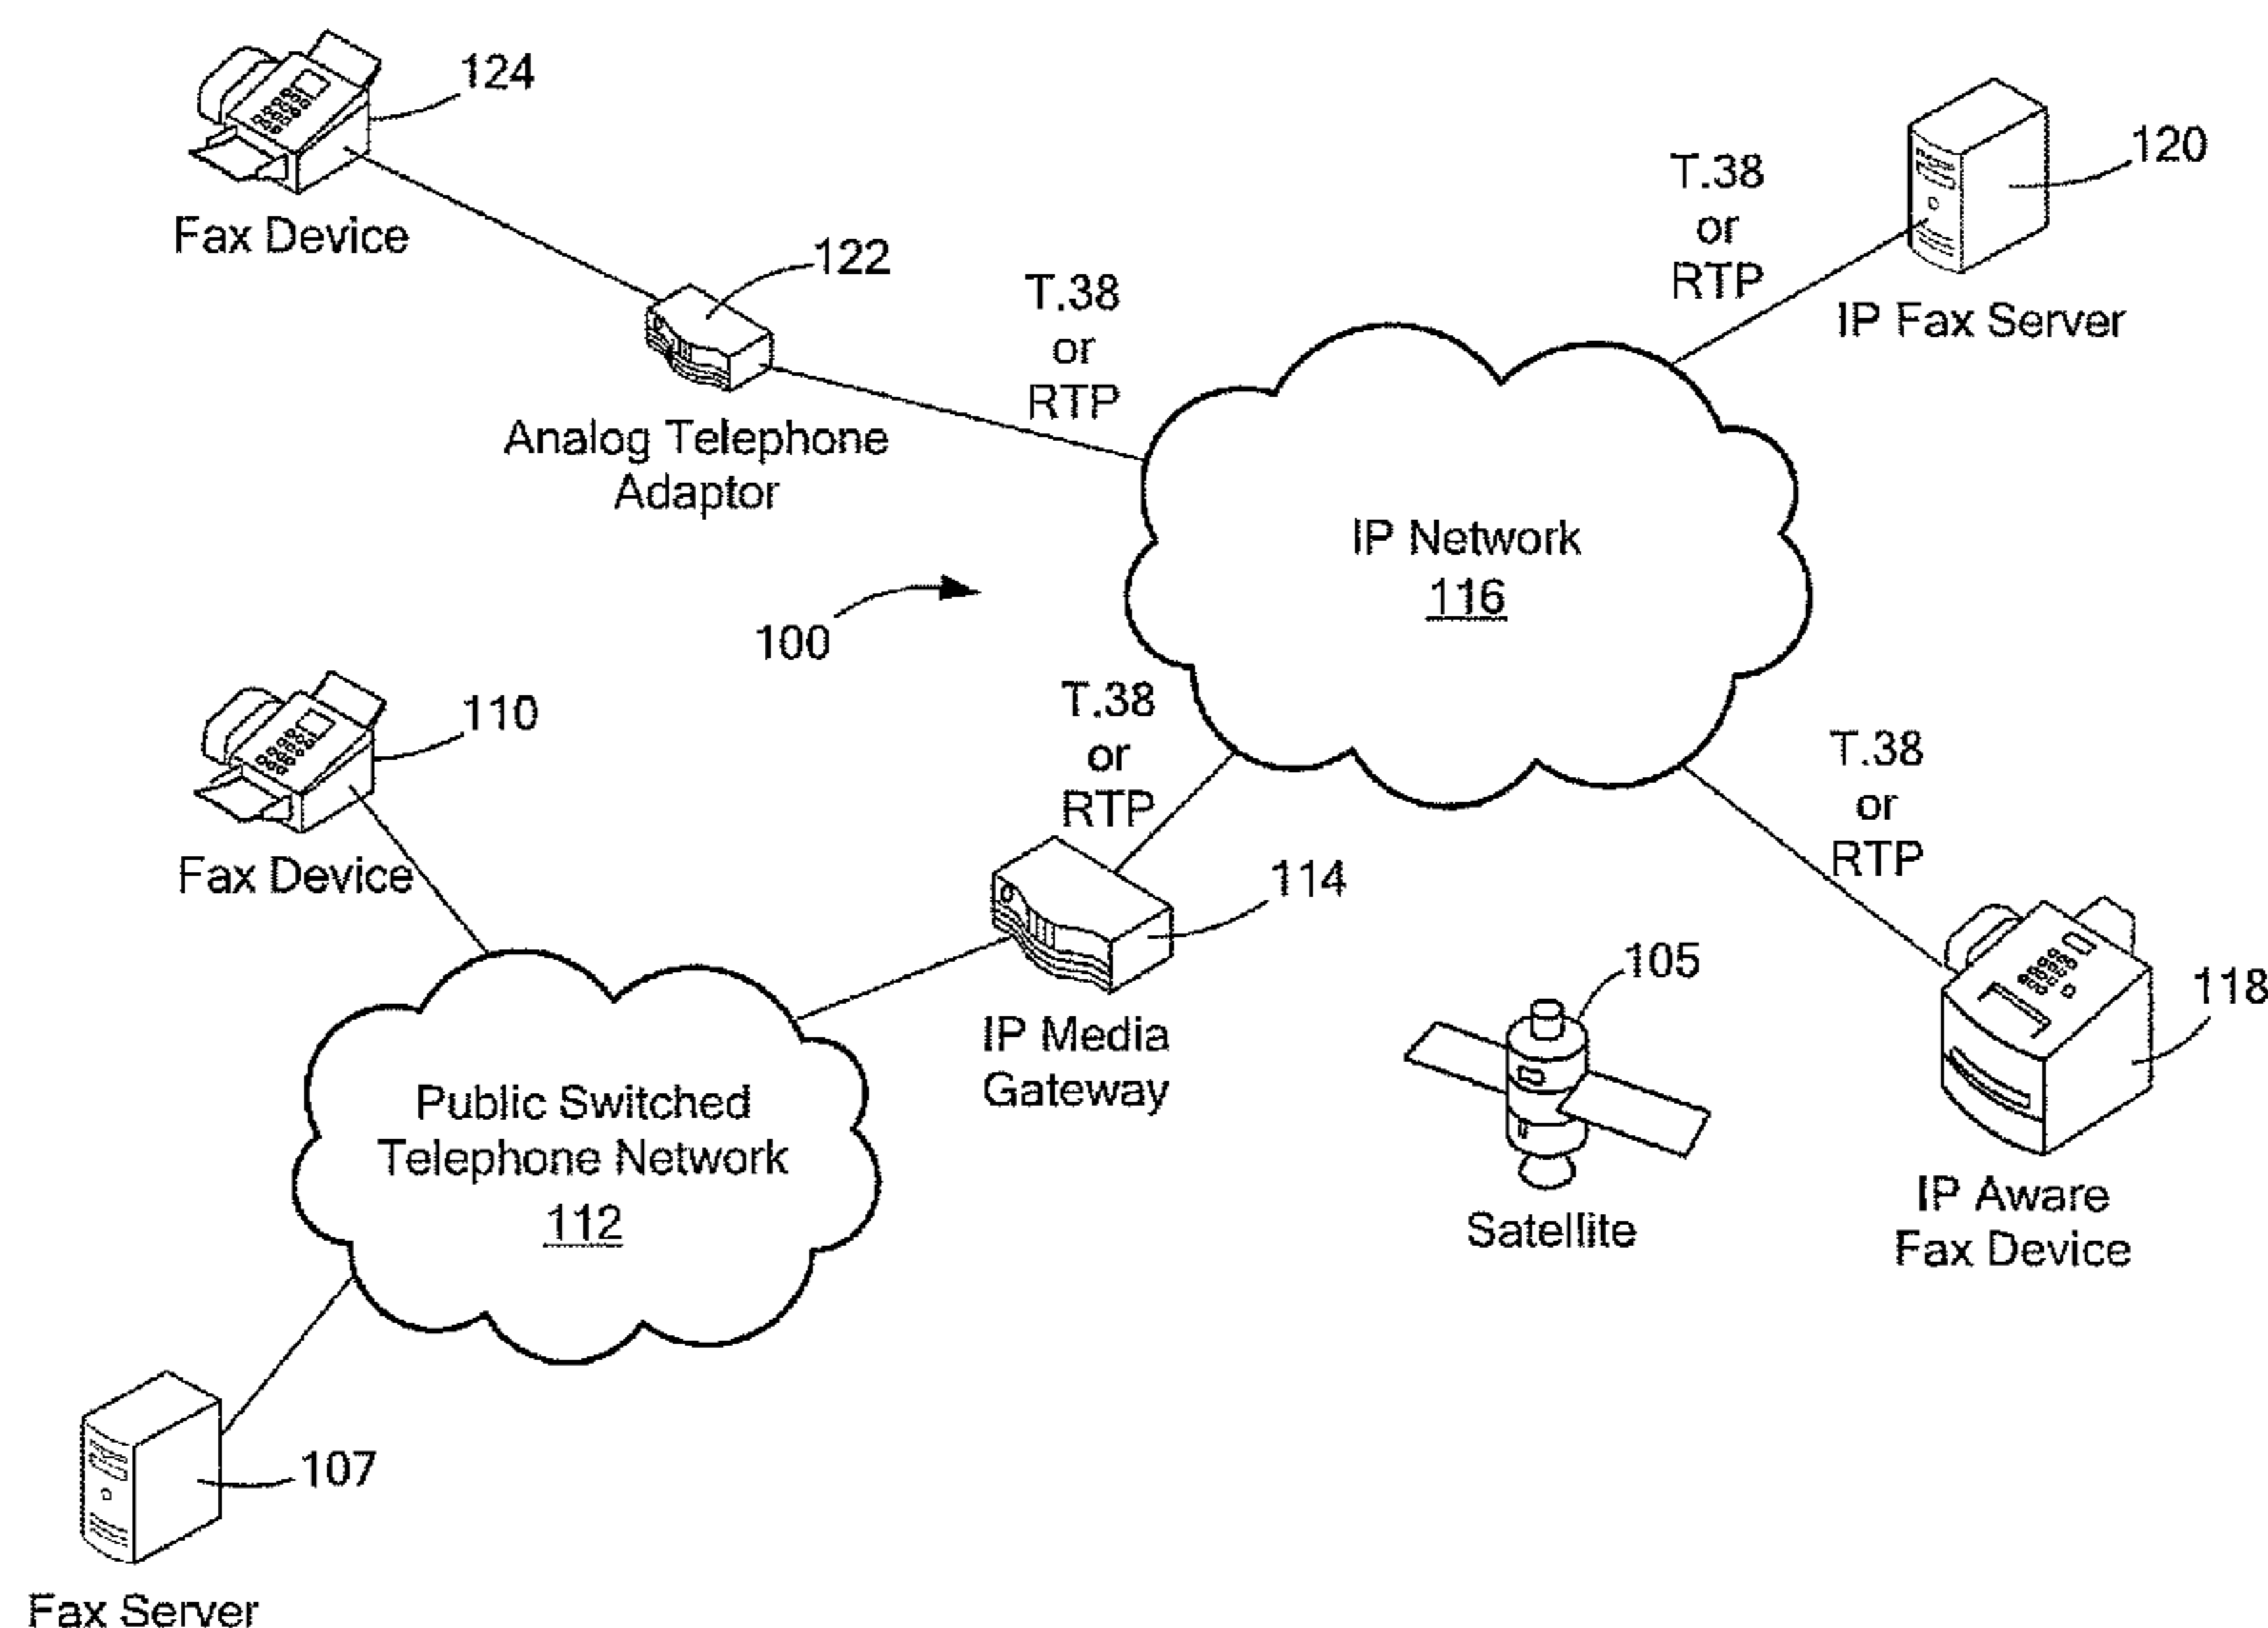 124
Fax Device
122
Analog Telephone
Adaptor
T.38
or
RTP
T.38
or
RTP
120
IP Fax Server
IP Network
116
100
110
Fax Device
T.38
or
RTP
114
IP Media
Gateway
T.38
or
RTP
118
IP Aware
Fax Device
105
Satellite
Public Switched
Telephone Network
112
107
Fax Server